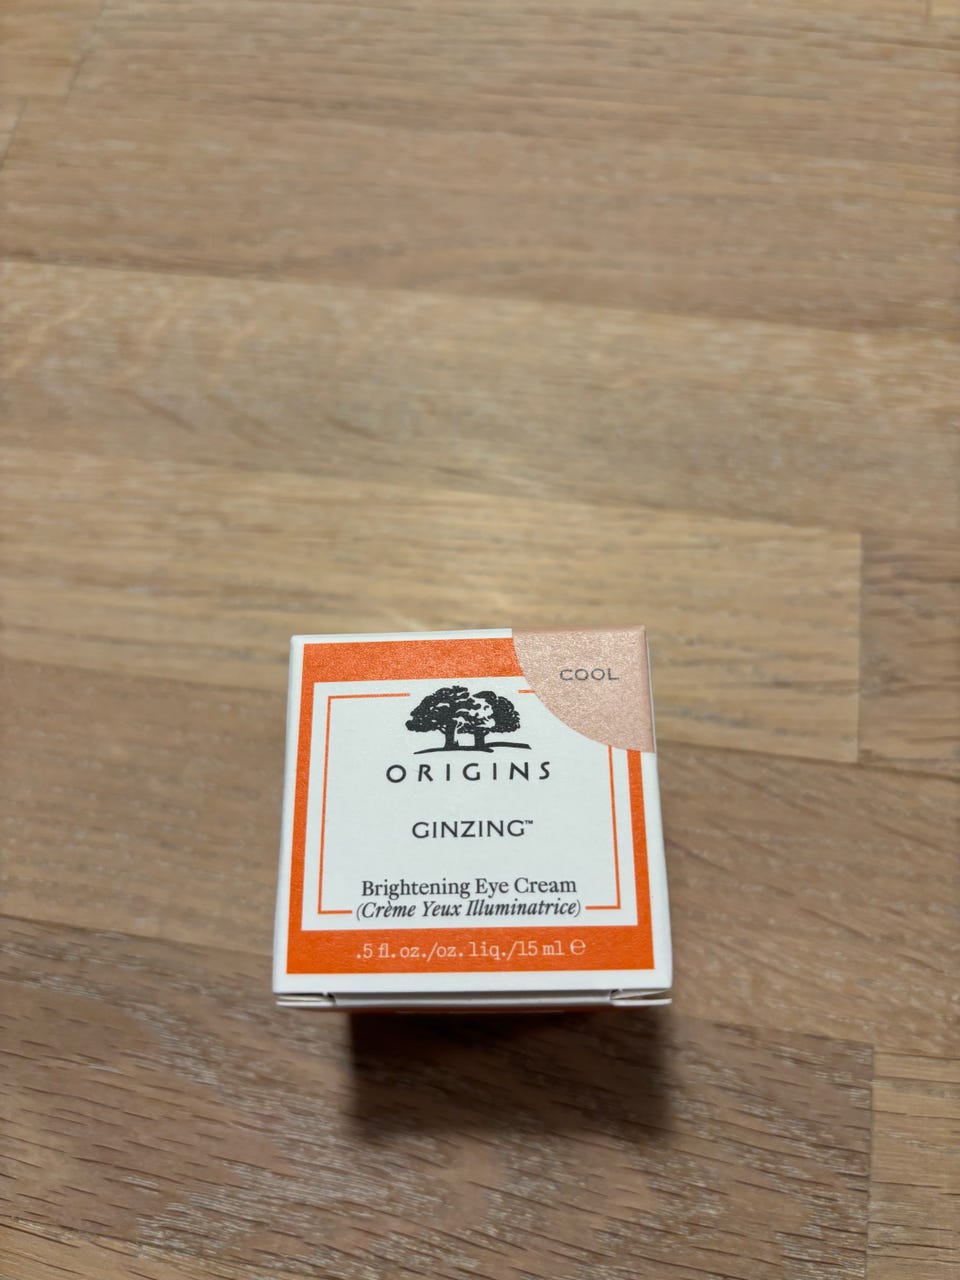 COOL
ORIGINS
GINZING™
Brightening Eye Cream
(Crème Yeux Illuminatrice)
.5 fl. oz./oz. liq./15 ml ℮